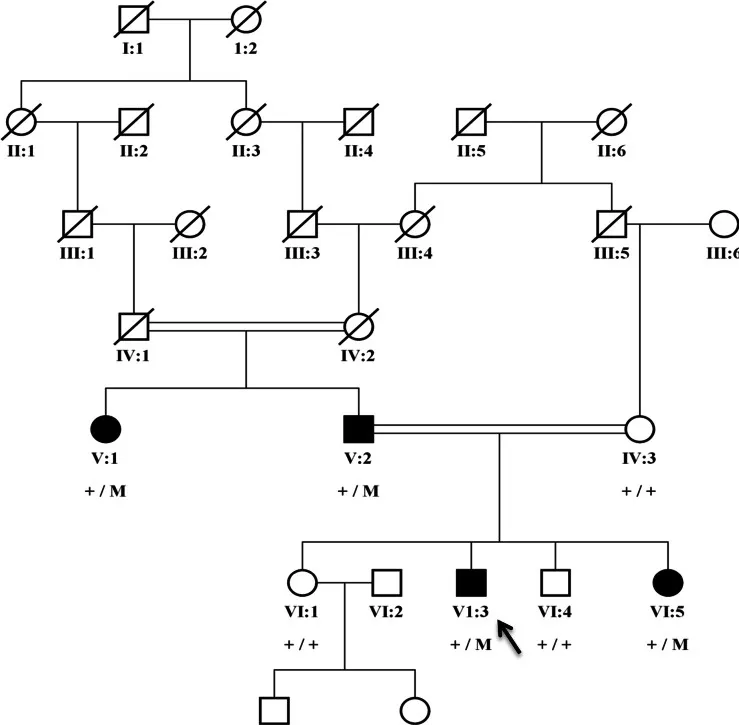 I:1 1:2
II:1 II:2 II:3 II:4 II:5 II:6
III:1 III:2 III:3 III:4 III:5 III:6
IV:1 IV:2
V:1 V:2 IV:3
+ / M + / M + / +
VI:1 VI:2 V1:3 VI:4 VI:5
+ / + + / M + / + + / M